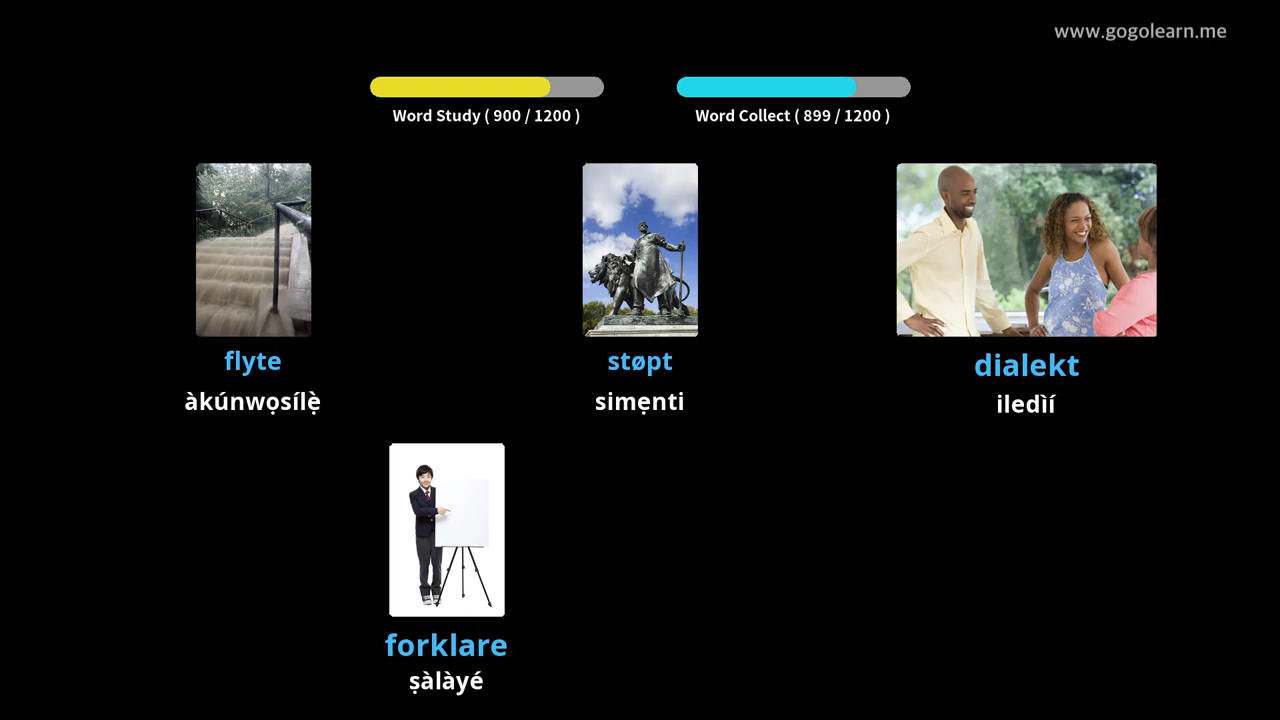 www.gogolearn.me
Word Study ( 900 / 1200 )
Word Collect ( 899 / 1200 )
flyte
støpt
dialekt
àkúnwọsílẹ̀
simẹnti
iledìí
forklare
ṣàlàyé